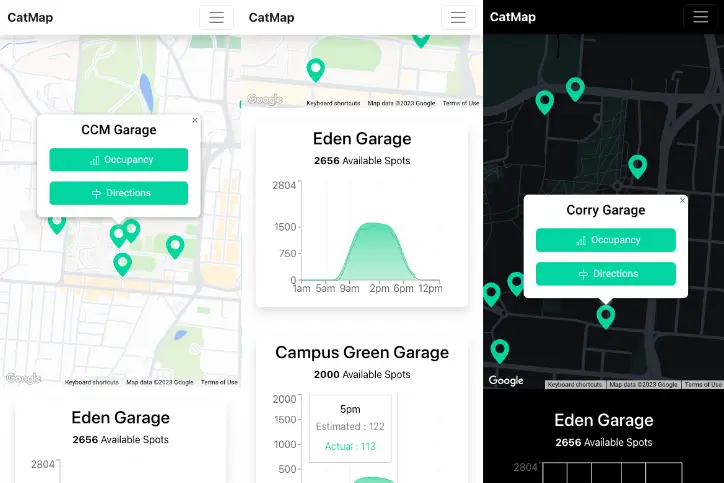 CatMap
CCM Garage
×
Occupancy
Directions
Google
Keyboard shortcuts
Map data ©2023 Google
Terms of Use
Eden Garage
2656 Available Spots
2804
CatMap
Google
Keyboard shortcuts
Map data ©2023 Google
Terms of Use
Eden Garage
2656 Available Spots
2804
1500
750
0
1am 5am 9am 2pm 6pm 12pm
Campus Green Garage
2000 Available Spots
2000
1500
1000
500
5pm
Estimated : 122
Actual : 113
CatMap
Corry Garage
×
Occupancy
Directions
Google
Keyboard shortcuts
Map data ©2023 Google
Terms of Use
Eden Garage
2656 Available Spots
2804